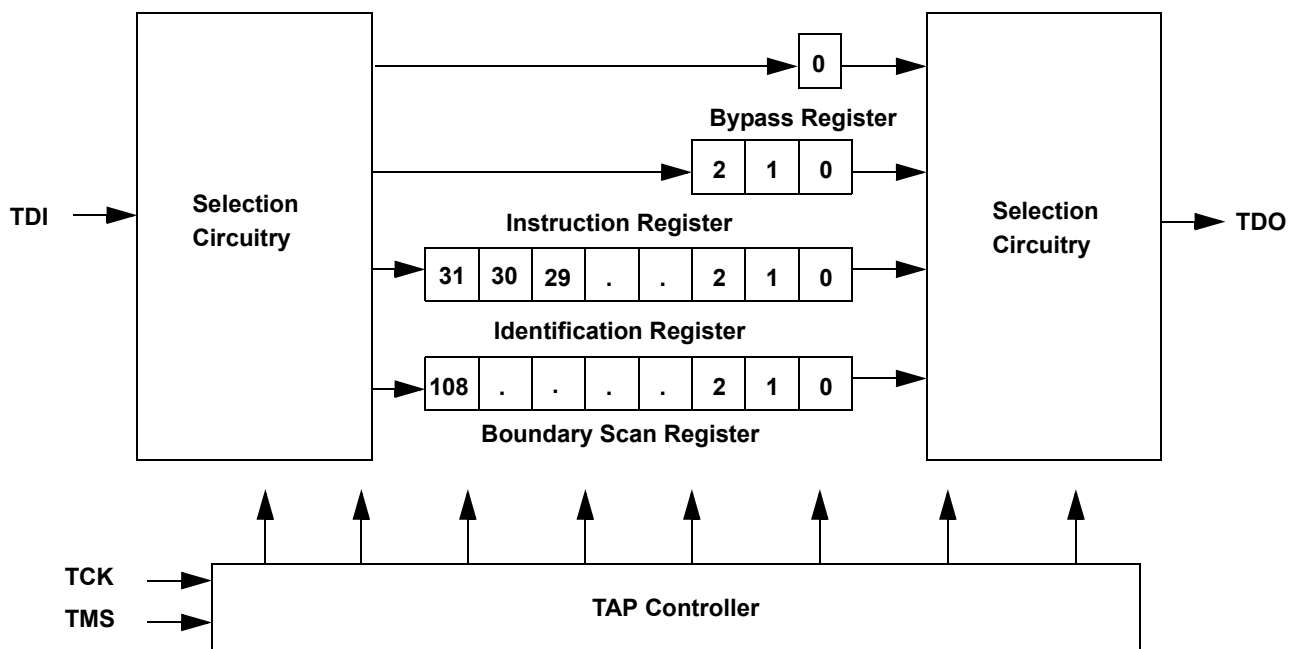 0
Bypass Register
2 1 0
Selection
Circuitry
Selection
Circuitry
TDI
TDO
Instruction Register
31 30 29 . . 2 1 0
Identification Register
108 . . . . 2 1 0
Boundary Scan Register
TCK
TMS
TAP Controller